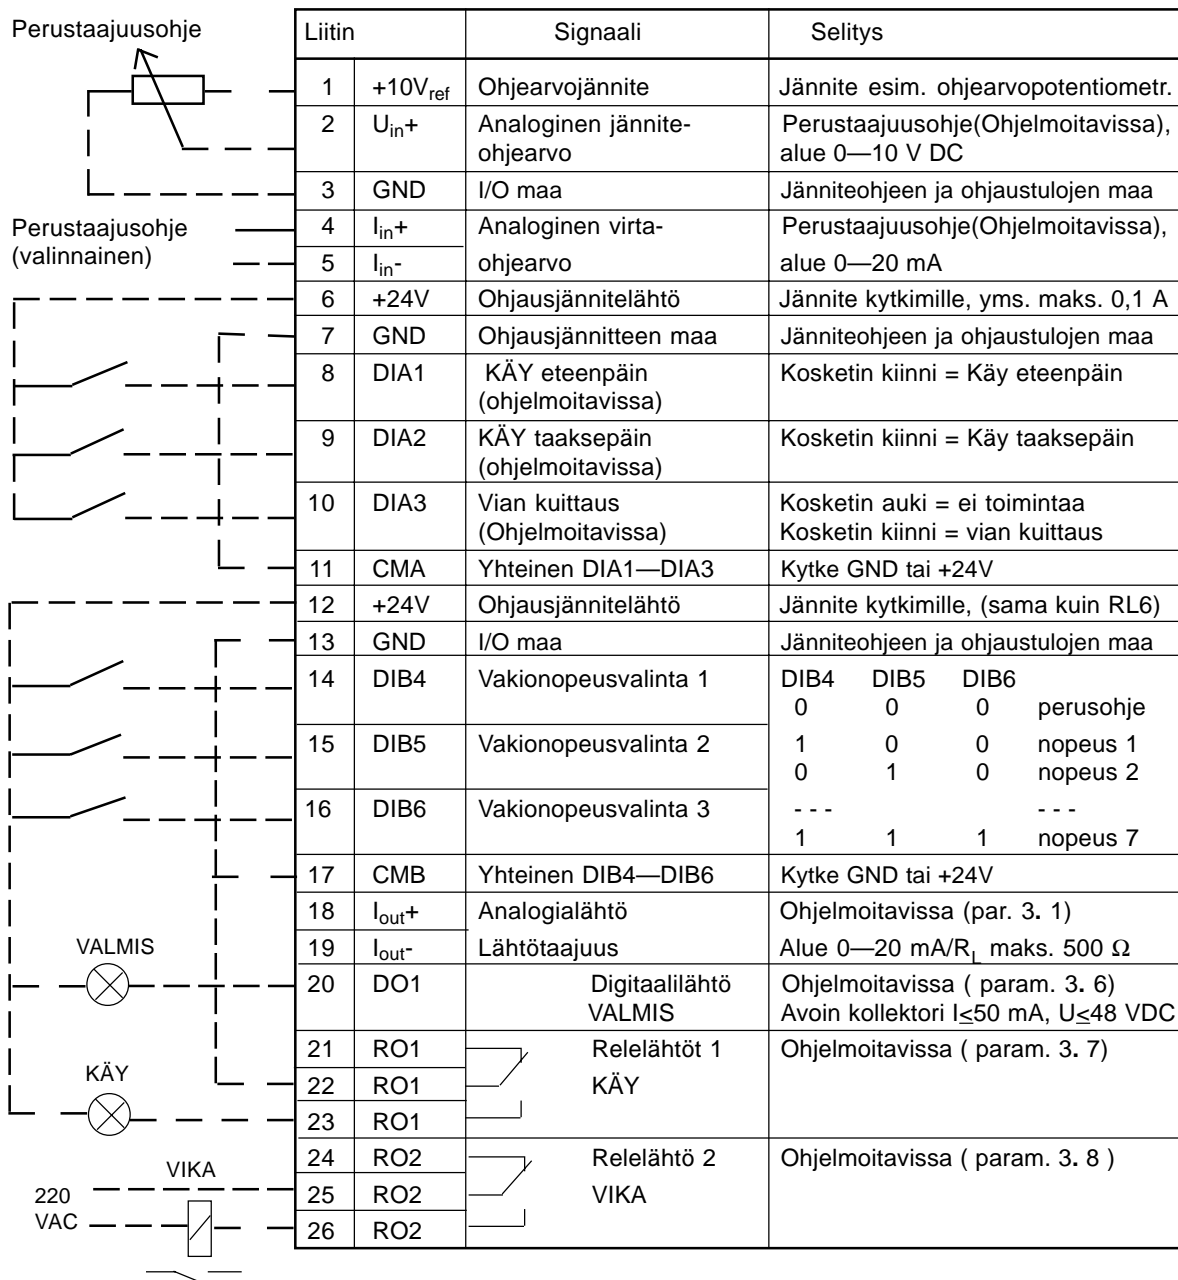 Perustaajuusohje
Liitin Signaali Selitys
1 +10Vref Ohjearvojännite Jännite esim. ohjearvopotentiometr.
2 Uin+ Analoginen jännite- Perustaajuusohje(Ohjelmoitavissa),
ohjearvo alue 0—10 V DC
3 GND I/O maa Jänniteohjeen ja ohjaustulojen maa
Perustaajusohje
(valinnainen)
4 Iin+ Analoginen virta- Perustaajuusohje(Ohjelmoitavissa),
5 Iin- ohjearvo alue 0—20 mA
6 +24V Ohjausjännitelähtö Jännite kytkimille, yms. maks. 0,1 A
7 GND Ohjausjännitteen maa Jänniteohjeen ja ohjaustulojen maa
8 DIA1 KÄY eteenpäin Kosketin kiinni = Käy eteenpäin
(ohjelmoitavissa)
9 DIA2 KÄY taaksepäin Kosketin kiinni = Käy taaksepäin
(ohjelmoitavissa)
10 DIA3 Vian kuittaus Kosketin auki = ei toimintaa
(Ohjelmoitavissa) Kosketin kiinni = vian kuittaus
11 CMA Yhteinen DIA1—DIA3 Kytke GND tai +24V
12 +24V Ohjausjännitelähtö Jännite kytkimille, (sama kuin RL6)
13 GND I/O maa Jänniteohjeen ja ohjaustulojen maa
14 DIB4 Vakionopeusvalinta 1 DIB4 DIB5 DIB6
0 0 0 perusohje
15 DIB5 Vakionopeusvalinta 2 1 0 0 nopeus 1
0 1 0 nopeus 2
16 DIB6 Vakionopeusvalinta 3 - - - - - -
1 1 1 nopeus 7
17 CMB Yhteinen DIB4—DIB6 Kytke GND tai +24V
18 Iout+ Analogialähtö Ohjelmoitavissa (par. 3. 1)
19 Iout- Lähtötaajuus Alue 0—20 mA/RL maks. 500 Ω
VALMIS
20 DO1 Digitaalilähtö Ohjelmoitavissa ( param. 3. 6)
VALMIS Avoin kollektori I≤50 mA, U≤48 VDC
21 RO1 Relelähtöt 1 Ohjelmoitavissa ( param. 3. 7)
KÄY
22 RO1 KÄY
23 RO1
24 RO2 Relelähtö 2 Ohjelmoitavissa ( param. 3. 8 )
VIKA
25 RO2 VIKA
220
VAC
26 RO2